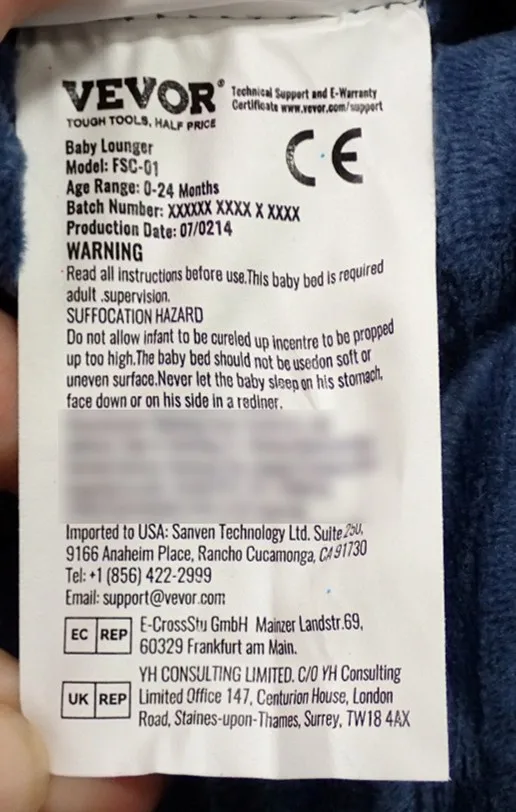 VEVOR®
TOUGH TOOLS, HALF PRICE
Technical Support and E-Warranty
Certificate www.vevor.com/support
CE
Baby Lounger
Model: FSC-01
Age Range: 0-24 Months
Batch Number: XXXXXX XXXX X XXXX
Production Date: 07/0214
WARNING
Read all instructions before use.This baby bed is required
adult .supervision.
SUFFOCATION HAZARD
Do not allow infant to be cureled up incentre to be propped
up too high.The baby bed should not be usedon soft or
uneven surface.Never let the baby sleep on his stomach,
face down or on his side in a rediner.
Imported to USA: Sanven Technology Ltd. Suite 250,
9166 Anaheim Place, Rancho Cucamonga, CA 91730
Tel: +1 (856) 422-2999
Email: support@vevor.com
EC REP
E-CrossStu GmbH Mainzer Landstr.69,
60329 Frankfurt am Main.
UK REP
YH CONSULTING LIMITED. C/O YH Consulting
Limited Office 147, Centurion House, London
Road, Staines-upon-Thames, Surrey, TW18 4AX